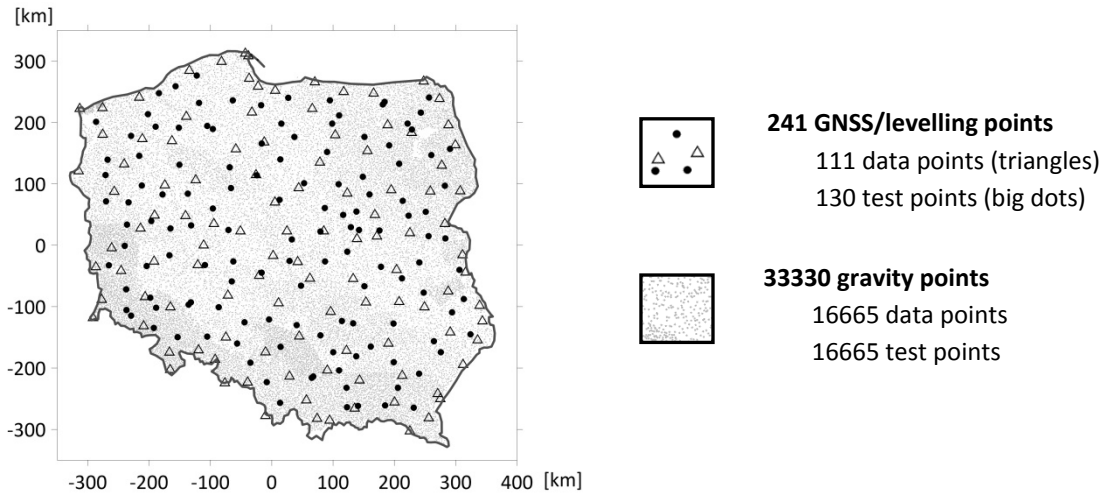 [km]
300
200
100
0
-100
-200
-300
-300 -200 -100 0 100 200 300 400 [km]
241 GNSS/levelling points
111 data points (triangles)
130 test points (big dots)
33330 gravity points
16665 data points
16665 test points